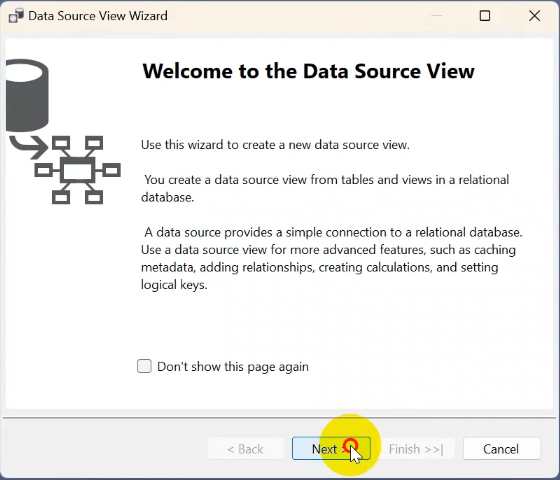 Data Source View Wizard
Welcome to the Data Source View
Use this wizard to create a new data source view.
You create a data source view from tables and views in a relational
database.
A data source provides a simple connection to a relational database.
Use a data source view for more advanced features, such as caching
metadata, adding relationships, creating calculations, and setting
logical keys.
Don't show this page again
< Back
Next >
Finish >>|
Cancel